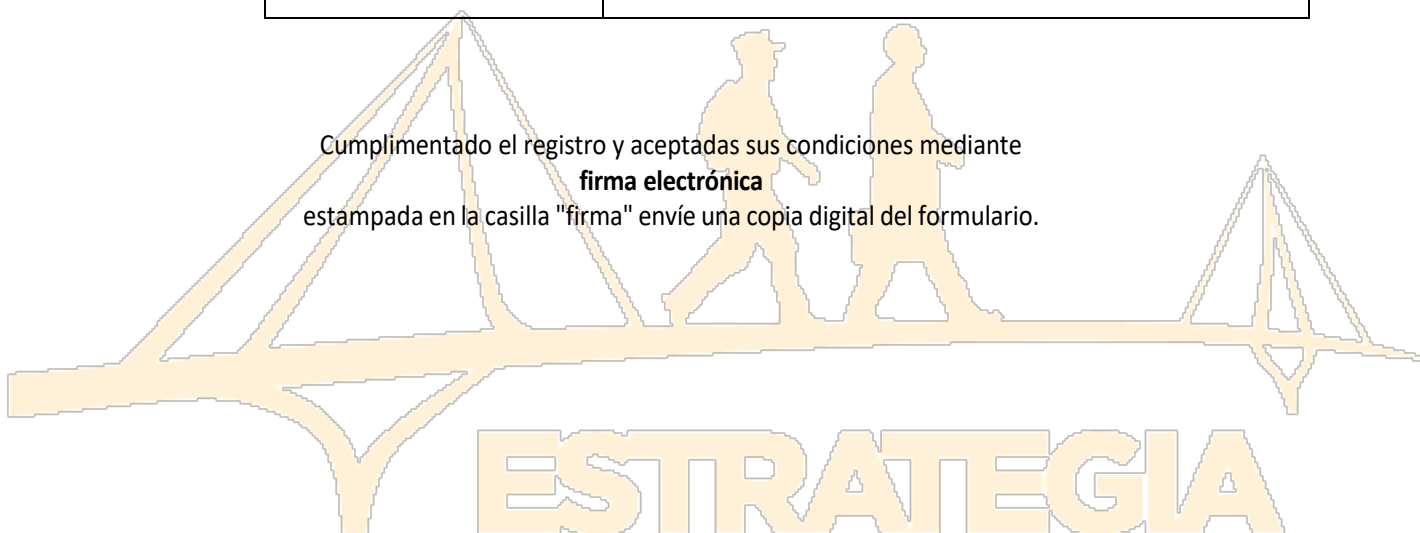 Cumplimentado el registro y aceptadas sus condiciones mediante
firma electrónica
estampada en la casilla "firma" envíe una copia digital del formulario.
ESTRATEGIA